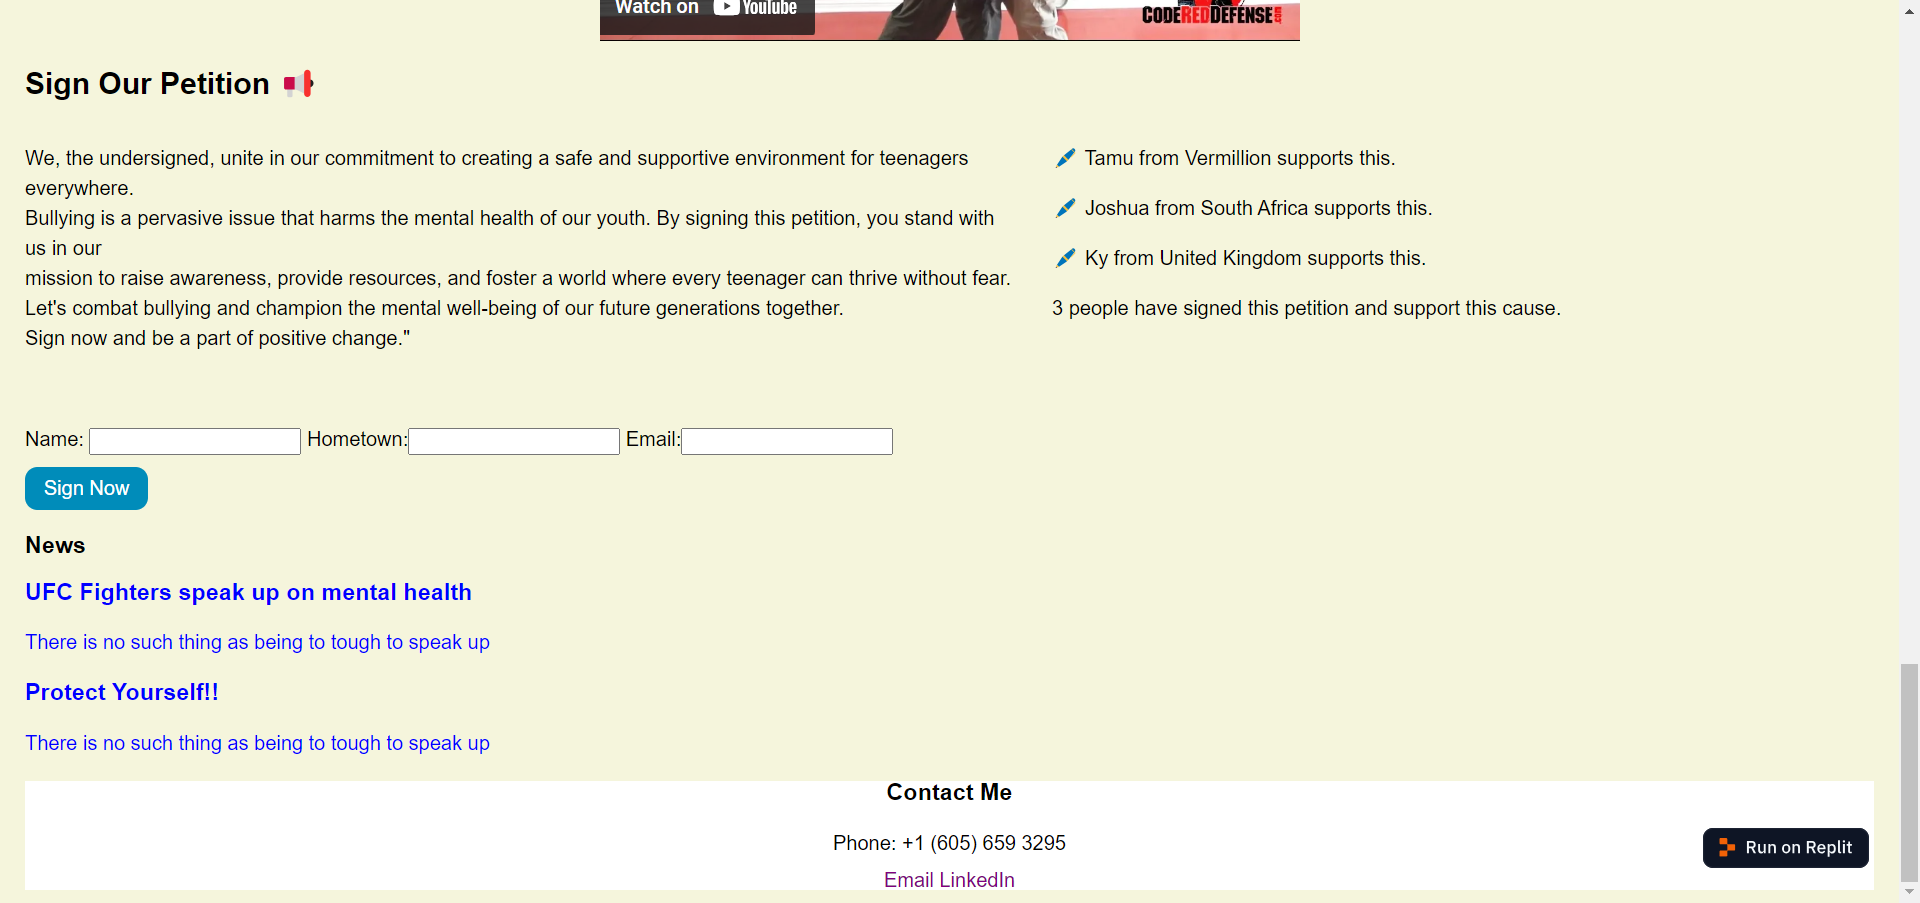 Watch on YouTube
CODEREDDEFENSE.com
Sign Our Petition
We, the undersigned, unite in our commitment to creating a safe and supportive environment for teenagers
everywhere.
Bullying is a pervasive issue that harms the mental health of our youth. By signing this petition, you stand with
us in our
mission to raise awareness, provide resources, and foster a world where every teenager can thrive without fear.
Let's combat bullying and champion the mental well-being of our future generations together.
Sign now and be a part of positive change."
Tamu from Vermillion supports this.
Joshua from South Africa supports this.
Ky from United Kingdom supports this.
3 people have signed this petition and support this cause.
Name: Hometown: Email:
Sign Now
News
UFC Fighters speak up on mental health
There is no such thing as being to tough to speak up
Protect Yourself!!
There is no such thing as being to tough to speak up
Contact Me
Phone: +1 (605) 659 3295
Run on Replit
Email LinkedIn